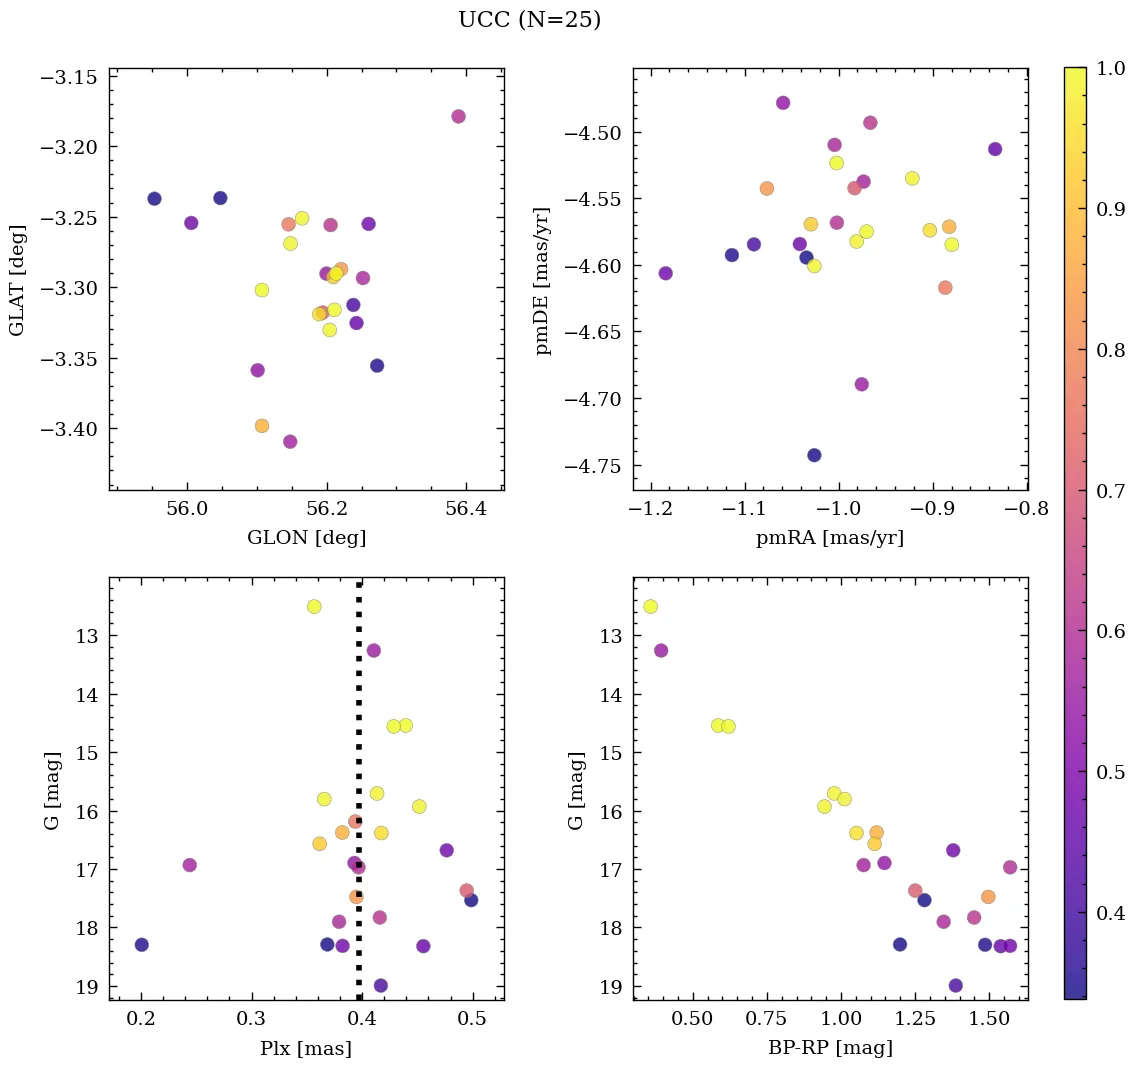 UCC (N=25)
−3.15
−3.20
−3.25
−3.30
−3.35
−3.40
GLAT [deg]
56.0 56.2 56.4
GLON [deg]
−4.50
−4.55
−4.60
−4.65
−4.70
−4.75
pmDE [mas/yr]
−1.2 −1.1 −1.0 −0.9 −0.8
pmRA [mas/yr]
13
14
15
16
17
18
19
G [mag]
0.2 0.3 0.4 0.5
Plx [mas]
13
14
15
16
17
18
19
G [mag]
0.50 0.75 1.00 1.25 1.50
BP-RP [mag]
1.0
0.9
0.8
0.7
0.6
0.5
0.4